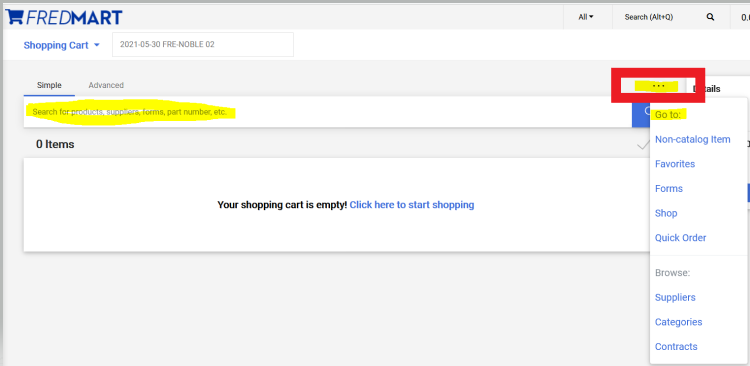 FREDMART
All
Search (Alt+Q)
0.0
Shopping Cart
2021-05-30 FRE-NOBLE 02
Simple
Advanced
...
Search for products, suppliers, forms, part number, etc.
Go to:
0 Items
Non-catalog Item
Favorites
Forms
Your shopping cart is empty! Click here to start shopping
Shop
Quick Order
Browse:
Suppliers
Categories
Contracts